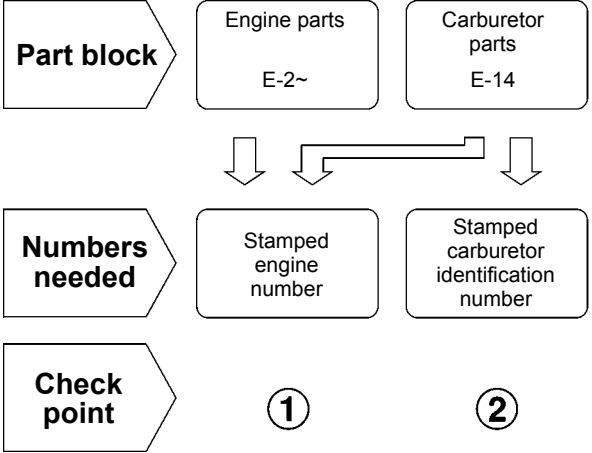 Part block
Engine parts
E-2~
Carburetor
parts
E-14
Numbers
needed
Stamped
engine
number
Stamped
carburetor
identification
number
Check
point
①
②